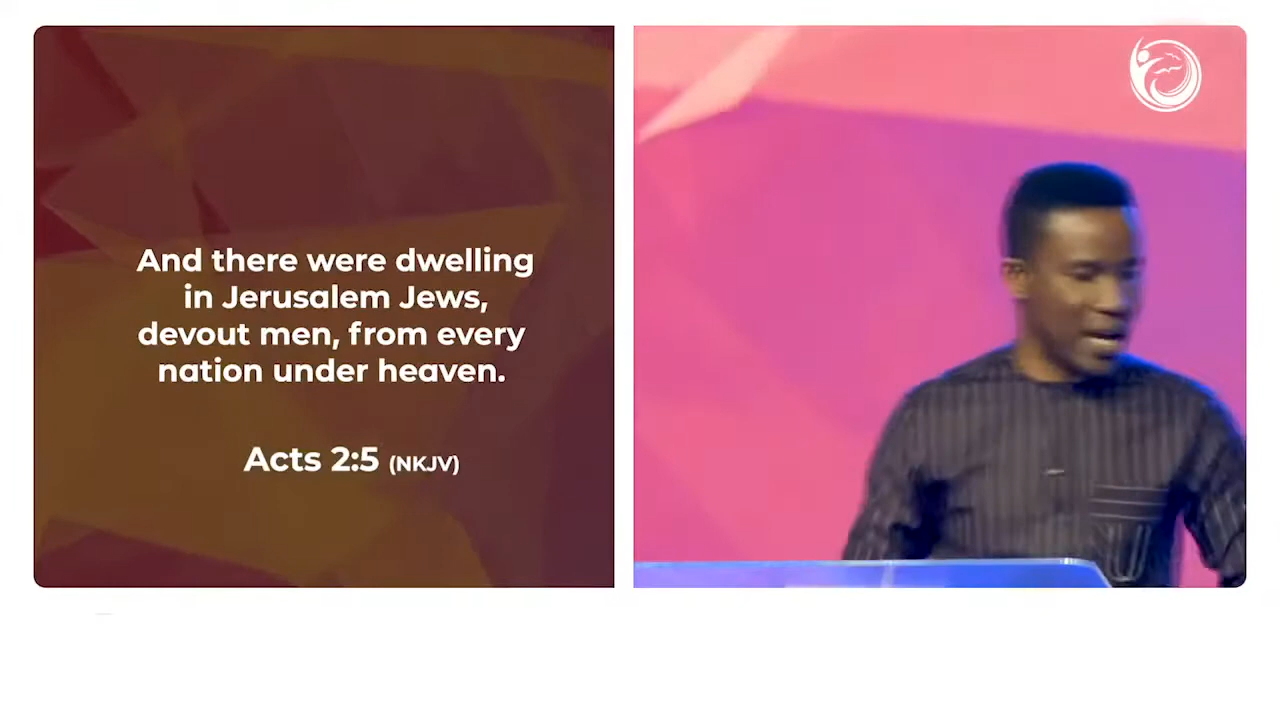 And there were dwelling
in Jerusalem Jews,
devout men, from every
nation under heaven.
Acts 2:5 (NKJV)